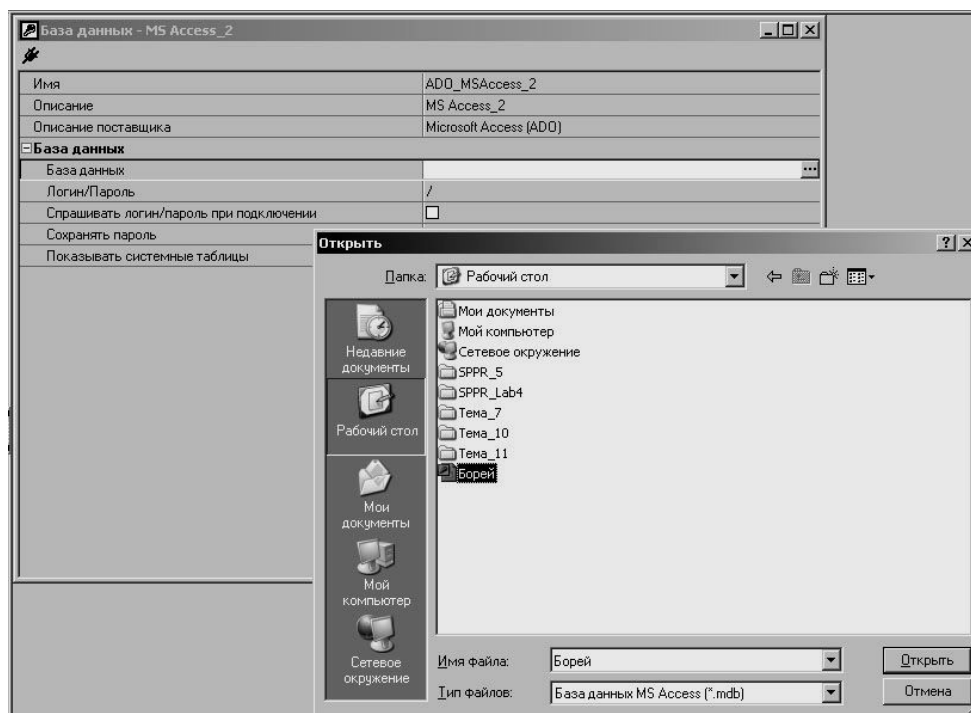 База данных - MS Access_2
Имя ADO_MSAccess_2
Описание MS Access_2
Описание поставщика Microsoft Access (ADO)
База данных
База данных ...
Логин/Пароль /
Спрашивать логин/пароль при подключении
Сохранять пароль
Показывать системные таблицы
Открыть
Папка: Рабочий стол
Недавние документы
Рабочий стол
Мои документы
Мой компьютер
Сетевое окружение
Мои документы
Мой компьютер
Сетевое окружение
SPPR_5
SPPR_Lab4
Тема_7
Тема_10
Тема_11
Борей
Имя файла: Борей
Открыть
Тип файлов: База данных MS Access (*.mdb)
Отмена